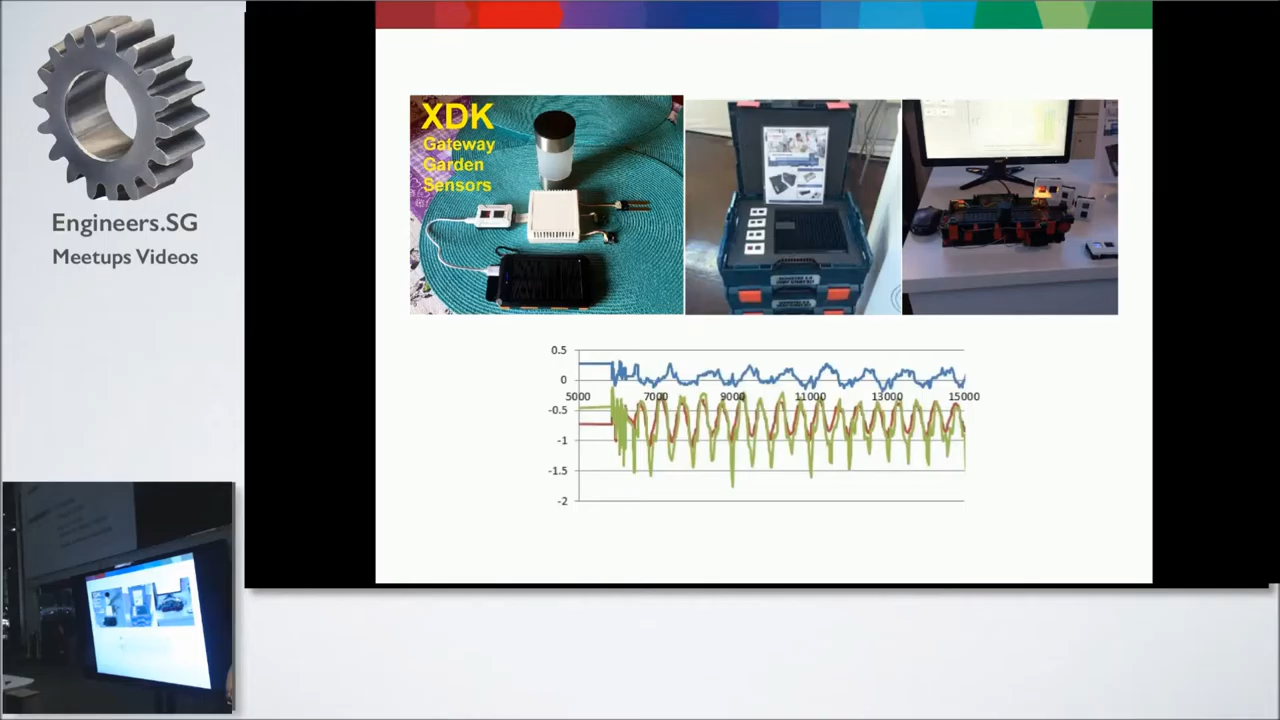 Engineers.SG
Meetups Videos
XDK
Gateway
Garden
Sensors
0.5
0
5000
7000
9000
11000
13000
15000
-0.5
-1
-1.5
-2